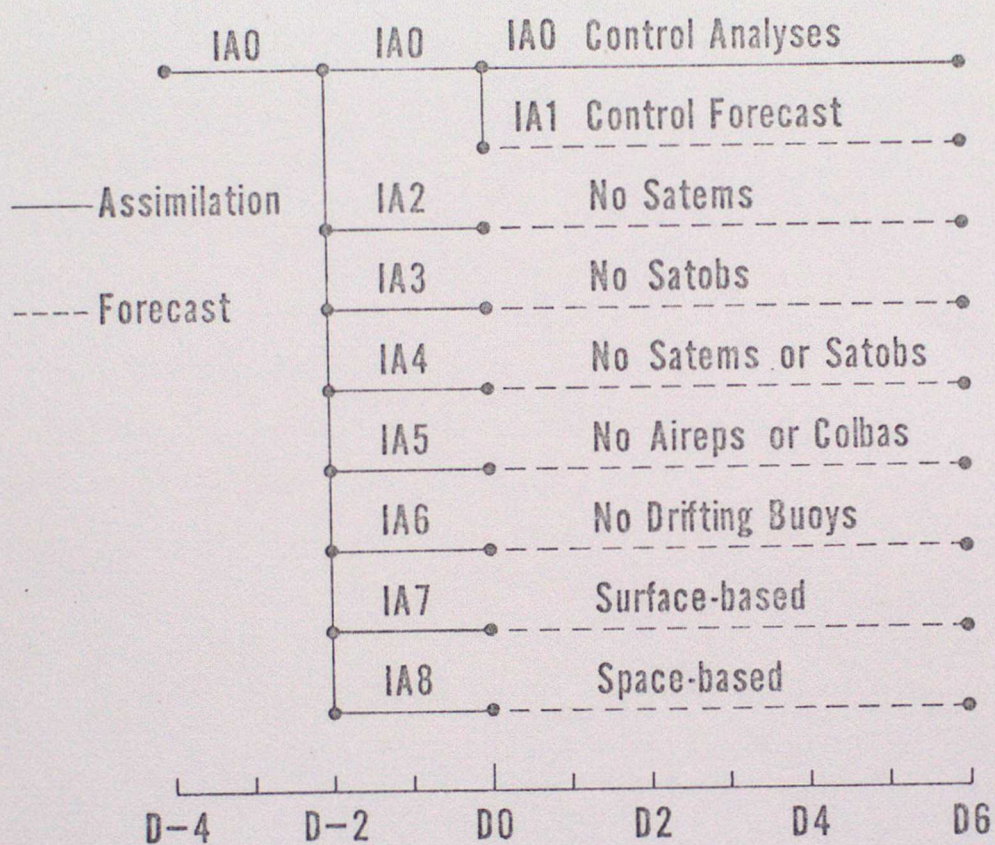 IA0 IA0 IA0 Control Analyses
IA1 Control Forecast
Assimilation IA2 No Satems
IA3 No Satobs
Forecast
IA4 No Satems or Satobs
IA5 No Aireps or Colbas
IA6 No Drifting Buoys
IA7 Surface-based
IA8 Space-based
D-4 D-2 D0 D2 D4 D6